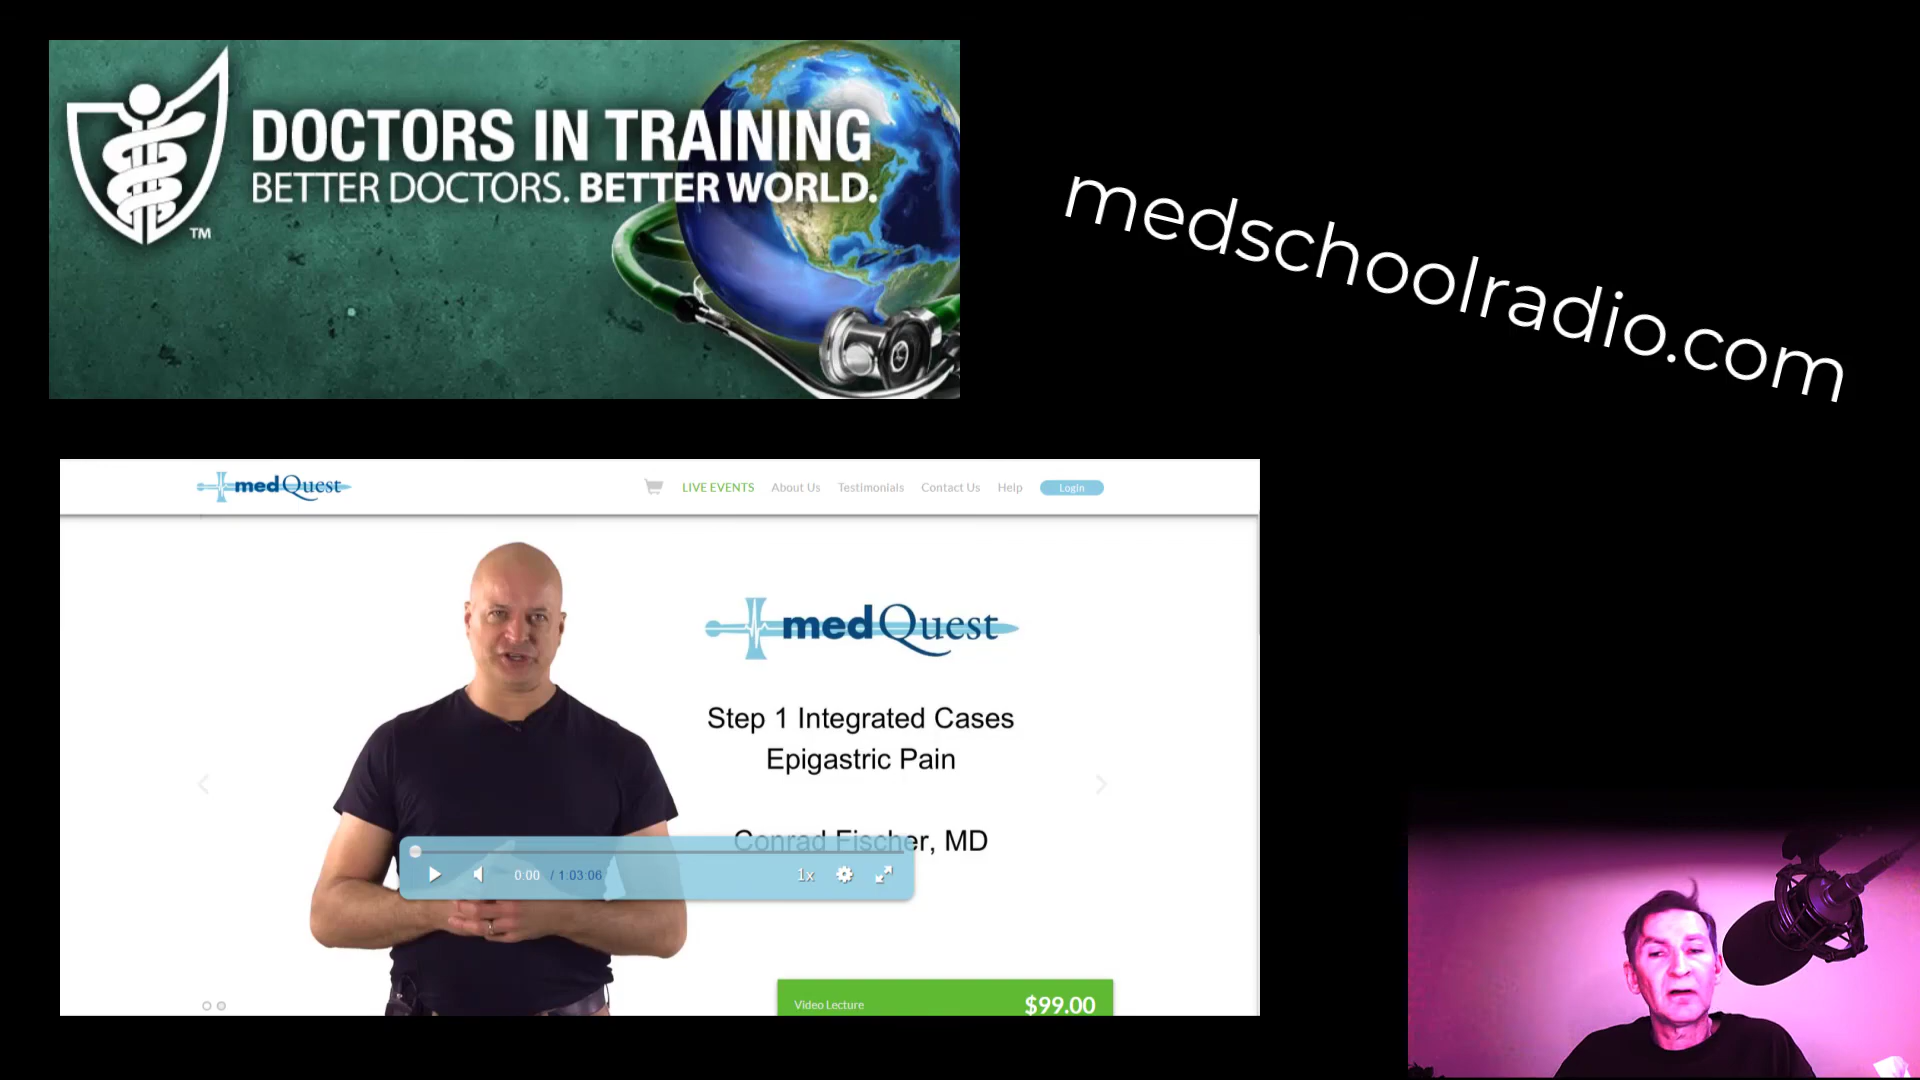 DOCTORS IN TRAINING
BETTER DOCTORS. BETTER WORLD.
TM
medschoolradio.com
medQuest
LIVE EVENTS About Us Testimonials Contact Us Help Login
medQuest
Step 1 Integrated Cases
Epigastric Pain
Conrad Fischer, MD
0:00 / 1:03:06 1x
Video Lecture $99.00